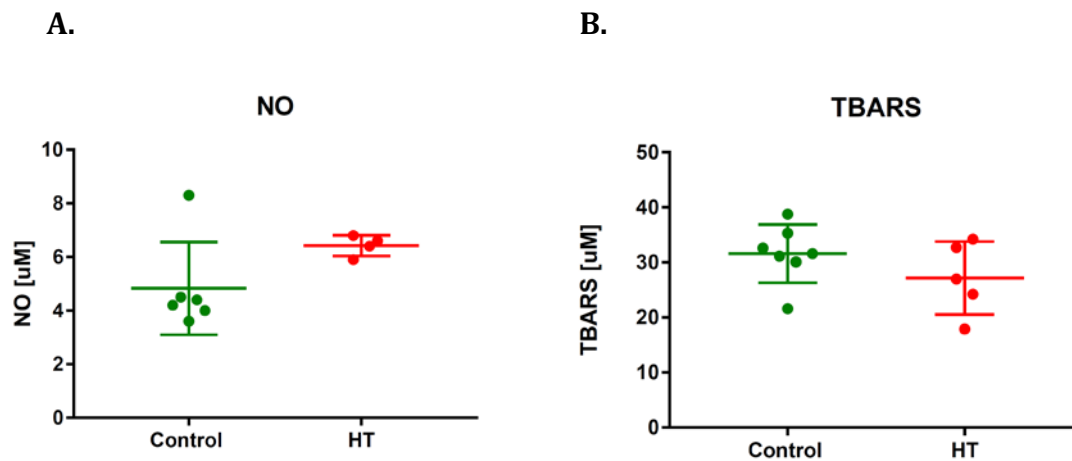 A.
B.
NO
10
8
6
4
2
0
NO [uM]
Control
HT
TBARS
50
40
30
20
10
0
TBARS [uM]
Control
HT